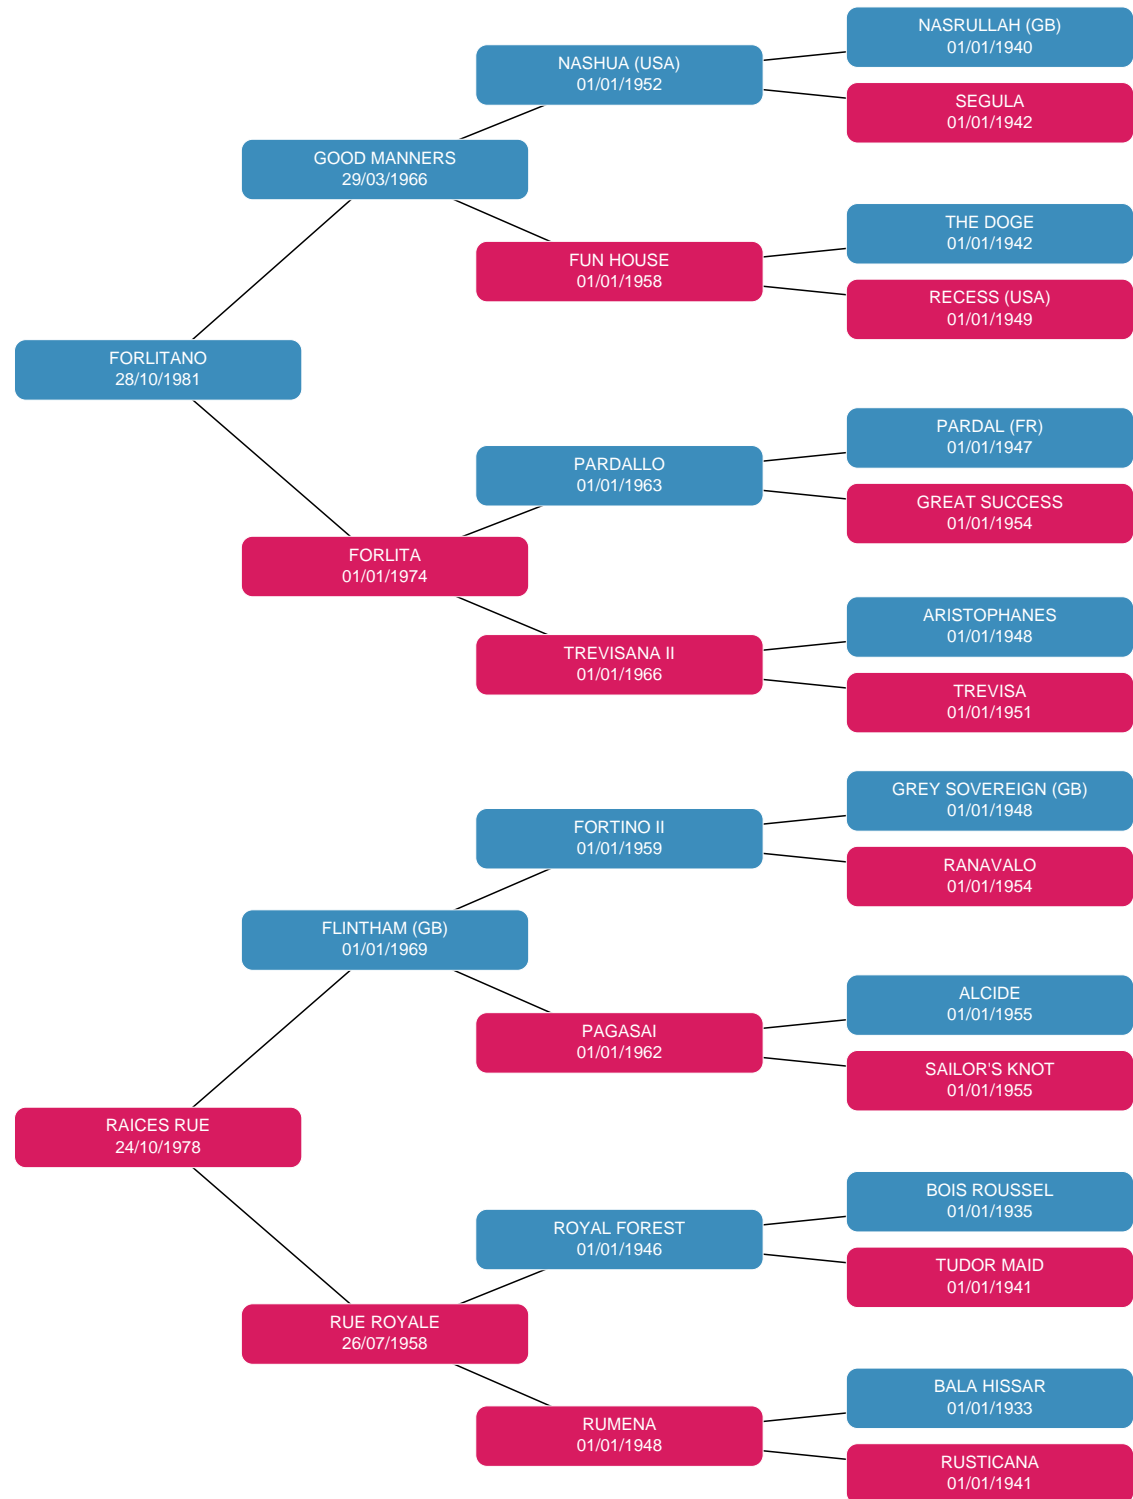 NASRULLAH (GB)
01/01/1940
NASHUA (USA)
01/01/1952
SEGULA
01/01/1942
GOOD MANNERS
29/03/1966
THE DOGE
01/01/1942
FUN HOUSE
01/01/1958
RECESS (USA)
01/01/1949
FORLITANO
28/10/1981
PARDAL (FR)
01/01/1947
PARDALLO
01/01/1963
GREAT SUCCESS
01/01/1954
FORLITA
01/01/1974
ARISTOPHANES
01/01/1948
TREVISANA II
01/01/1966
TREVISA
01/01/1951
GREY SOVEREIGN (GB)
01/01/1948
FORTINO II
01/01/1959
RANAVALO
01/01/1954
FLINTHAM (GB)
01/01/1969
ALCIDE
01/01/1955
PAGASAI
01/01/1962
SAILOR'S KNOT
01/01/1955
RAICES RUE
24/10/1978
BOIS ROUSSEL
01/01/1935
ROYAL FOREST
01/01/1946
TUDOR MAID
01/01/1941
RUE ROYALE
26/07/1958
BALA HISSAR
01/01/1933
RUMENA
01/01/1948
RUSTICANA
01/01/1941